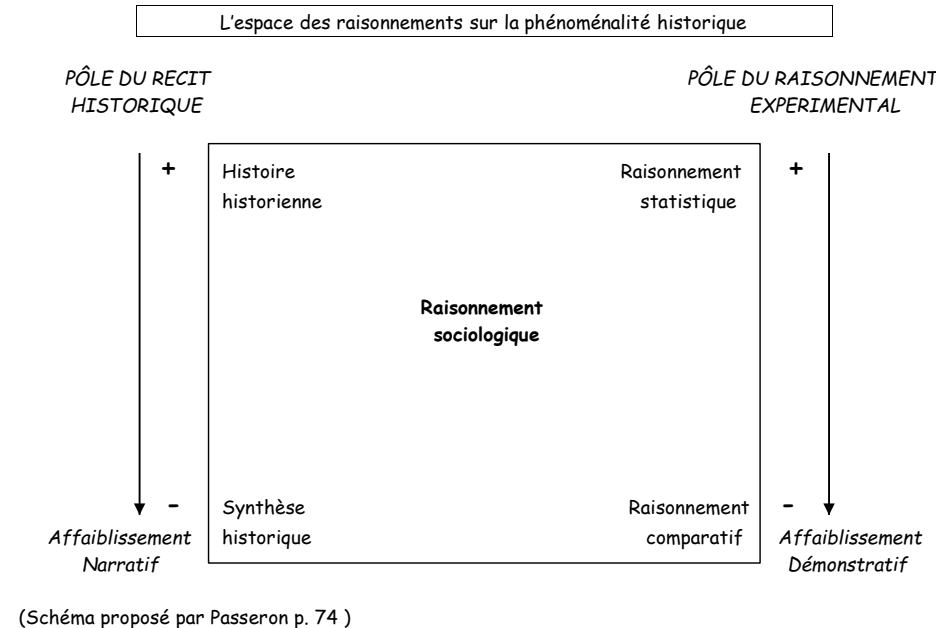 L'espace des raisonnements sur la phénoménalité historique
PÔLE DU RECIT
HISTORIQUE
PÔLE DU RAISONNEMENT
EXPERIMENTAL
+
Histoire
historienne
Raisonnement
statistique
+
Raisonnement
sociologique
-
Synthèse
historique
Raisonnement
comparatif
-
Affaiblissement
Narratif
Affaiblissement
Démonstratif
(Schéma proposé par Passeron p. 74 )